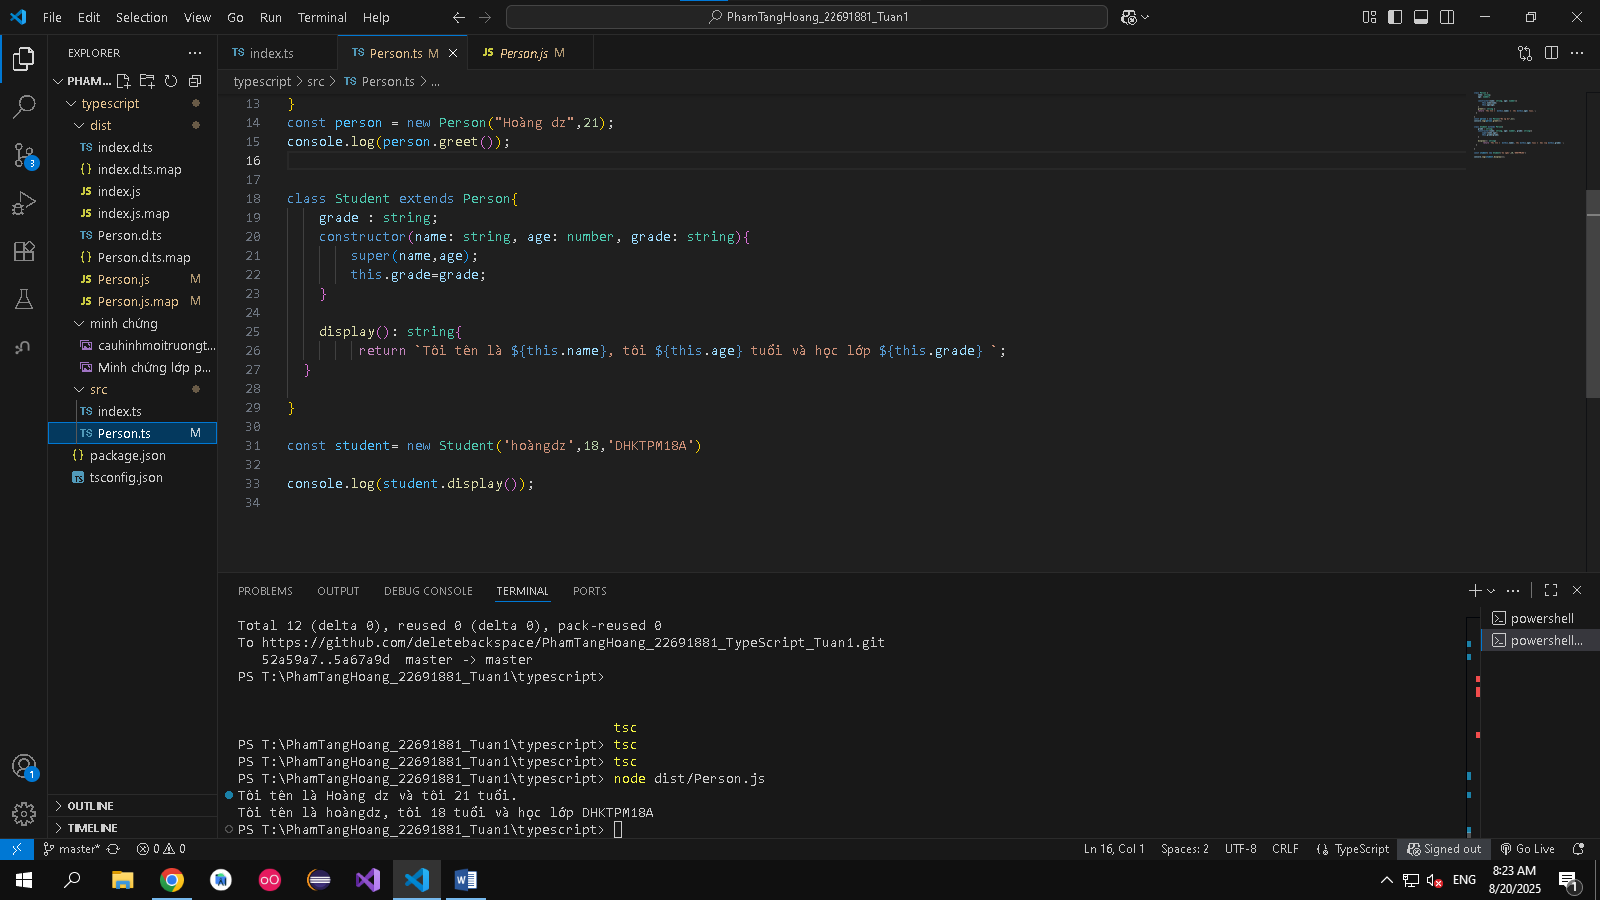 File Edit Selection View Go Run Terminal Help
PhamTangHoang_22691881_Tuan1
EXPLORER
PHAM...
typescript
dist
TS index.d.ts
{} index.d.ts.map
JS index.js
JS index.js.map
TS Person.d.ts
{} Person.d.ts.map
JS Person.js M
JS Person.js.map M
minh chứng
cauhinhmoitruongt...
Minh chứng lớp p...
src
TS index.ts
TS Person.ts M
{} package.json
TS tsconfig.json
OUTLINE
TIMELINE
3
1
TS index.ts
TS Person.ts M
JS Person.js M
typescript > src > TS Person.ts > ...
13 }
14 const person = new Person("Hoàng dz",21);
15 console.log(person.greet());
16
17
18 class Student extends Person{
19 grade : string;
20 constructor(name: string, age: number, grade: string){
21 super(name,age);
22 this.grade=grade;
23 }
24
25 display(): string{
26 return `Tôi tên là ${this.name}, tôi ${this.age} tuổi và học lớp ${this.grade} `;
27 }
28
29 }
30
31 const student= new Student('hoàngdz',18,'DHKTPM18A')
32
33 console.log(student.display());
34
PROBLEMS OUTPUT DEBUG CONSOLE TERMINAL PORTS
Total 12 (delta 0), reused 0 (delta 0), pack-reused 0
To https://github.com/deletebackspace/PhamTangHoang_22691881_TypeScript_Tuan1.git
52a59a7..5a67a9d master -> master
PS T:\PhamTangHoang_22691881_Tuan1\typescript>
tsc
PS T:\PhamTangHoang_22691881_Tuan1\typescript> tsc
PS T:\PhamTangHoang_22691881_Tuan1\typescript> tsc
PS T:\PhamTangHoang_22691881_Tuan1\typescript> node dist/Person.js
Tôi tên là Hoàng dz và tôi 21 tuổi.
Tôi tên là hoàngdz, tôi 18 tuổi và học lớp DHKTPM18A
PS T:\PhamTangHoang_22691881_Tuan1\typescript>
powershell
powershell...
master* 0 0 Ln 16, Col 1 Spaces: 2 UTF-8 CRLF TypeScript Signed out Go Live
ENG
8:23 AM
8/20/2025
1